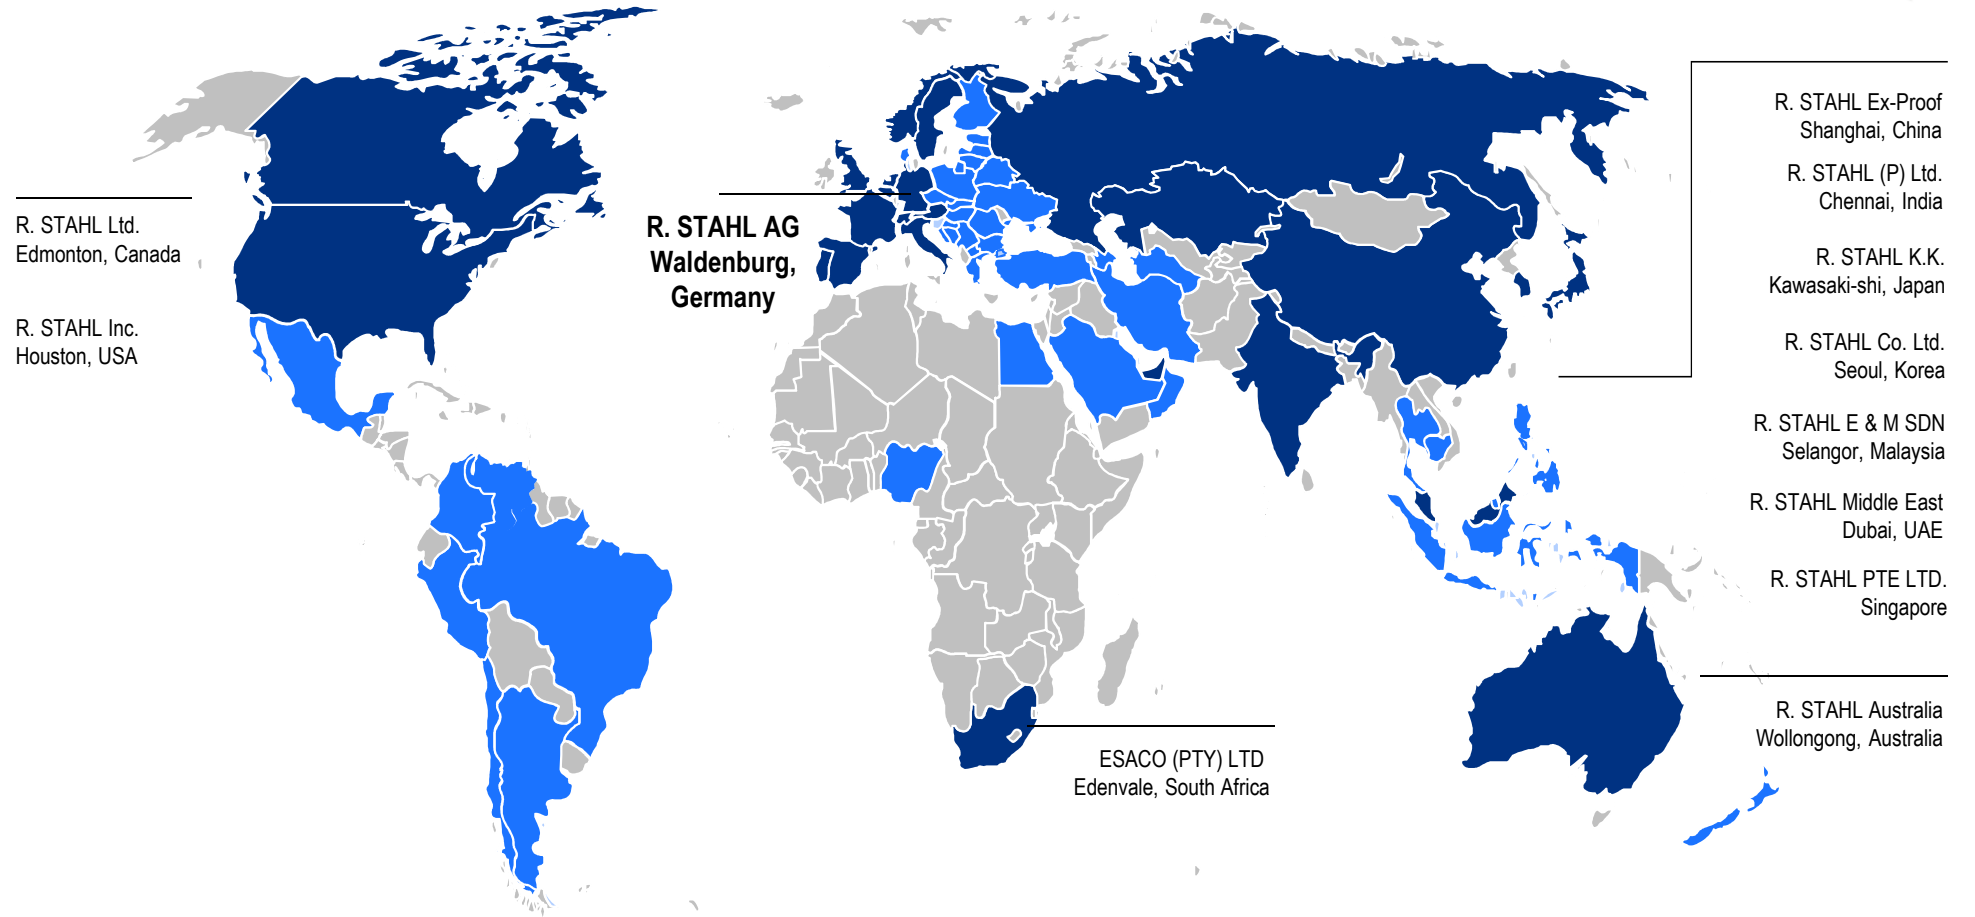 R. STAHL Ltd.
Edmonton, Canada
R. STAHL Inc.
Houston, USA
R. STAHL AG
Waldenburg,
Germany
ESACO (PTY) LTD
Edenvale, South Africa
R. STAHL Ex-Proof
Shanghai, China
R. STAHL (P) Ltd.
Chennai, India
R. STAHL K.K.
Kawasaki-shi, Japan
R. STAHL Co. Ltd.
Seoul, Korea
R. STAHL E & M SDN
Selangor, Malaysia
R. STAHL Middle East
Dubai, UAE
R. STAHL PTE LTD.
Singapore
R. STAHL Australia
Wollongong, Australia